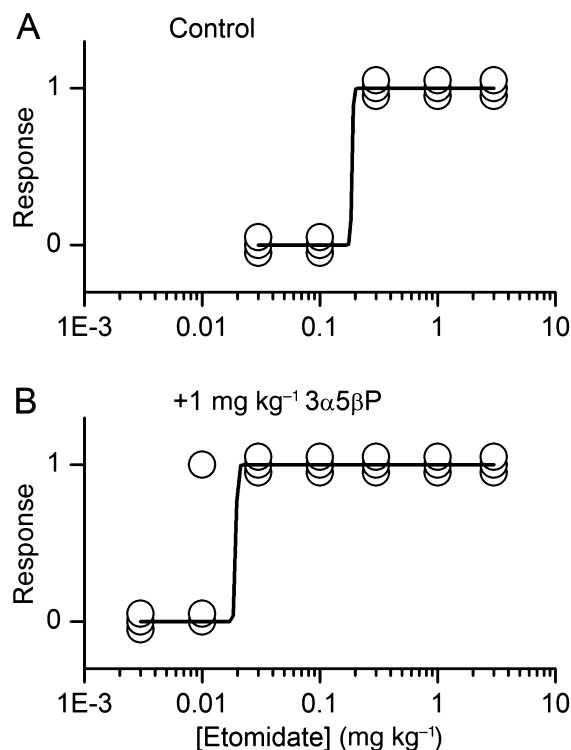 A
Control
Response
1
0
1E-3 0.01 0.1 1 10
B
+1 mg kg⁻¹ 3α5βP
Response
1
0
1E-3 0.01 0.1 1 10
[Etomidate] (mg kg⁻¹)